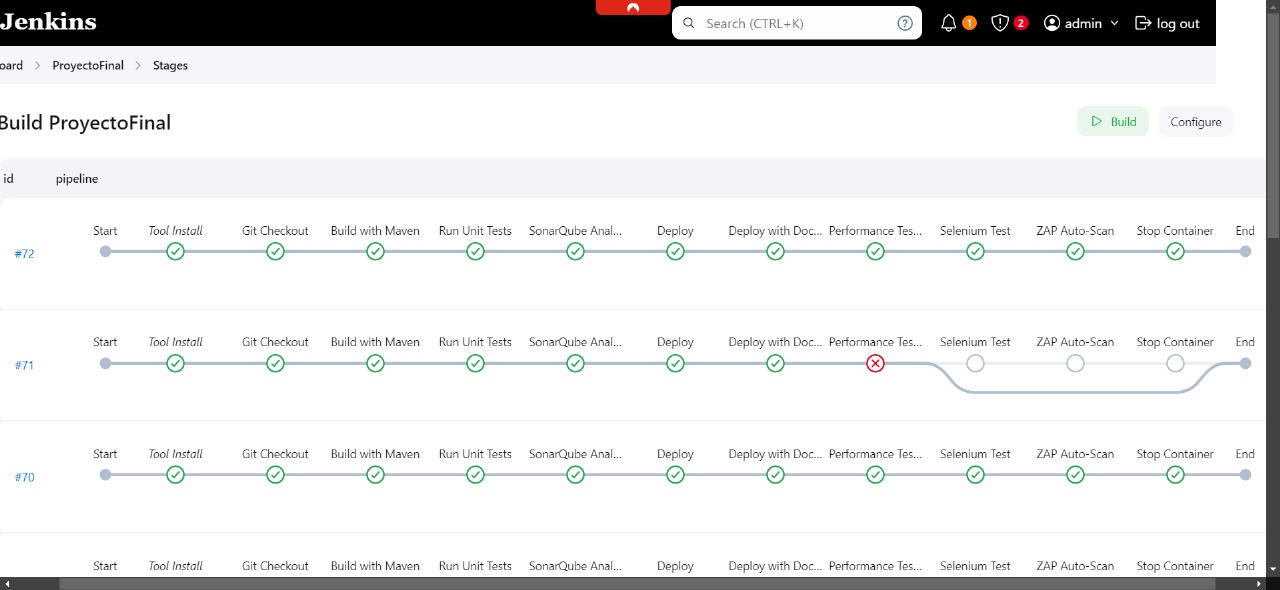 Jenkins
Search (CTRL+K) ? 1 2 admin log out
oard > ProyectoFinal > Stages
Build ProyectoFinal
Build Configure
id pipeline
Start Tool Install Git Checkout Build with Maven Run Unit Tests SonarQube Anal... Deploy Deploy with Doc... Performance Tes... Selenium Test ZAP Auto-Scan Stop Container End
#72
Start Tool Install Git Checkout Build with Maven Run Unit Tests SonarQube Anal... Deploy Deploy with Doc... Performance Tes... Selenium Test ZAP Auto-Scan Stop Container End
#71
Start Tool Install Git Checkout Build with Maven Run Unit Tests SonarQube Anal... Deploy Deploy with Doc... Performance Tes... Selenium Test ZAP Auto-Scan Stop Container End
#70
Start Tool Install Git Checkout Build with Maven Run Unit Tests SonarQube Anal... Deploy Deploy with Doc... Performance Tes... Selenium Test ZAP Auto-Scan Stop Container End